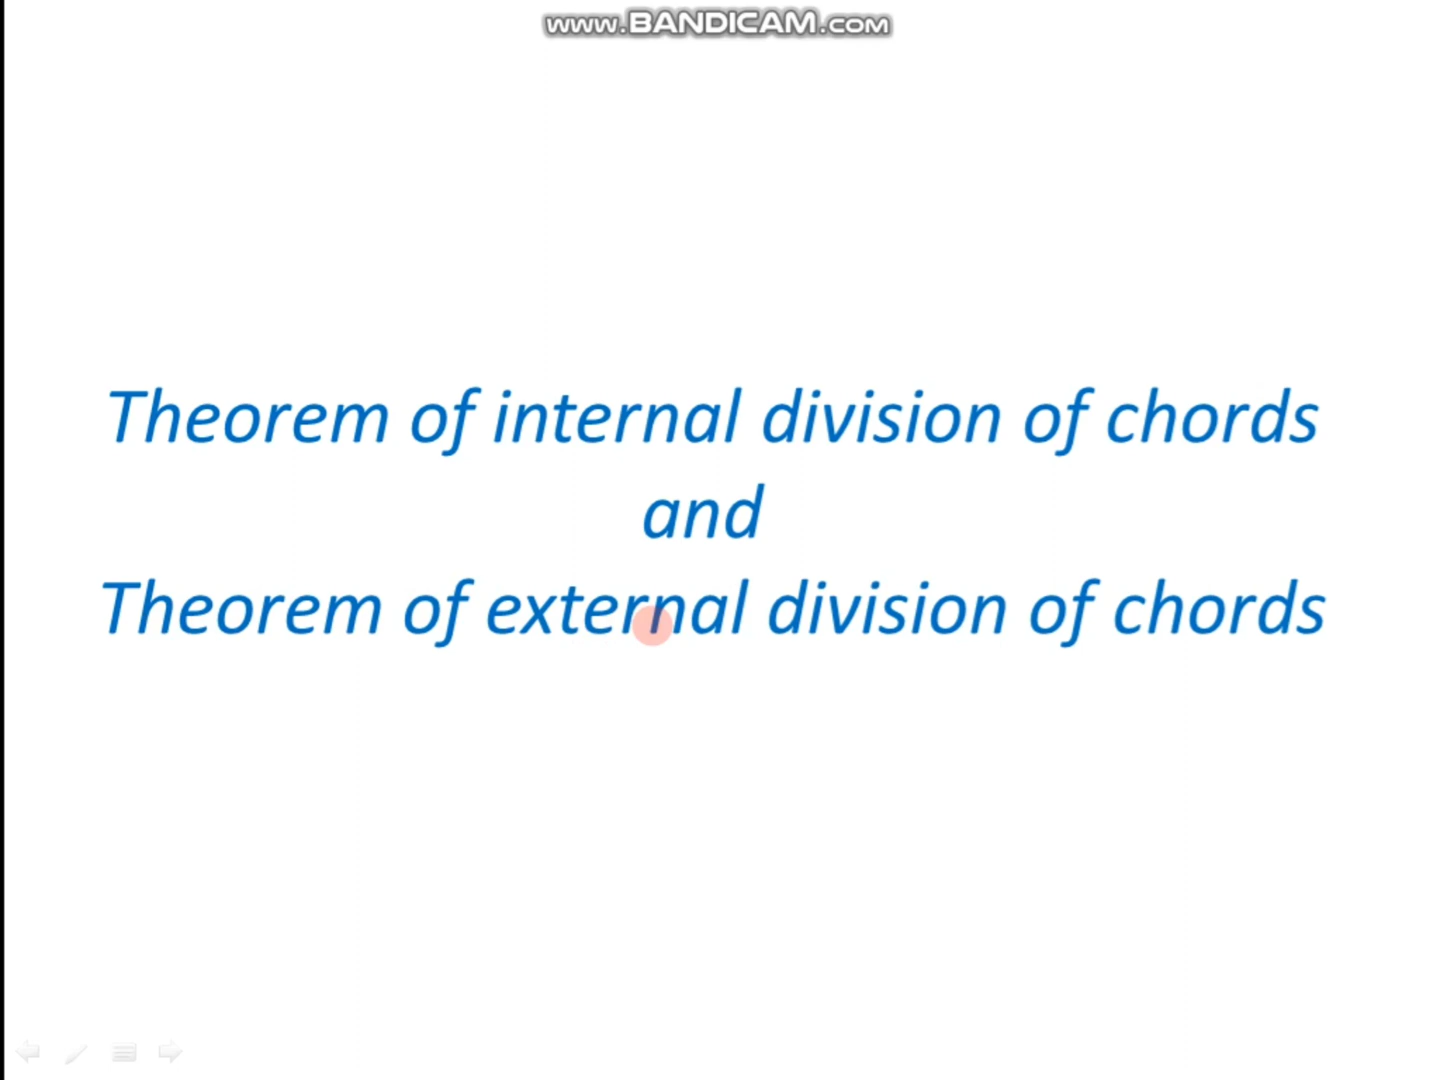 www.BANDICAM.com
Theorem of internal division of chords
and
Theorem of external division of chords